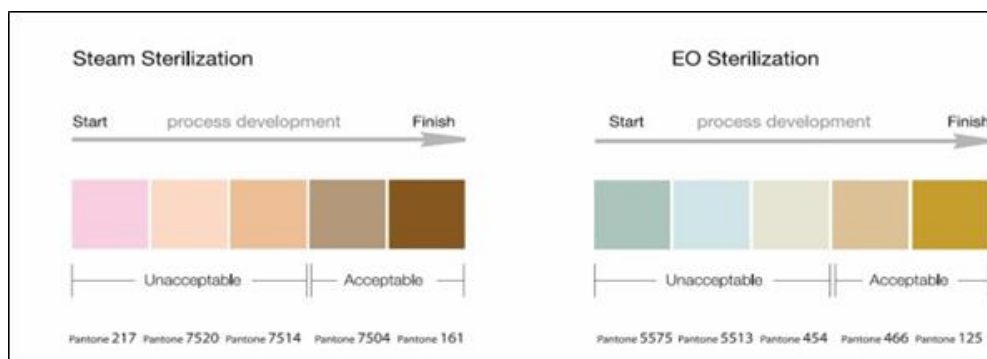 Steam Sterilization
Start process development Finish
Unacceptable Acceptable
Pantone 217 Pantone 7520 Pantone 7514 Pantone 7504 Pantone 161
EO Sterilization
Start process development Finish
Unacceptable Acceptable
Pantone 5575 Pantone 5513 Pantone 454 Pantone 466 Pantone 125